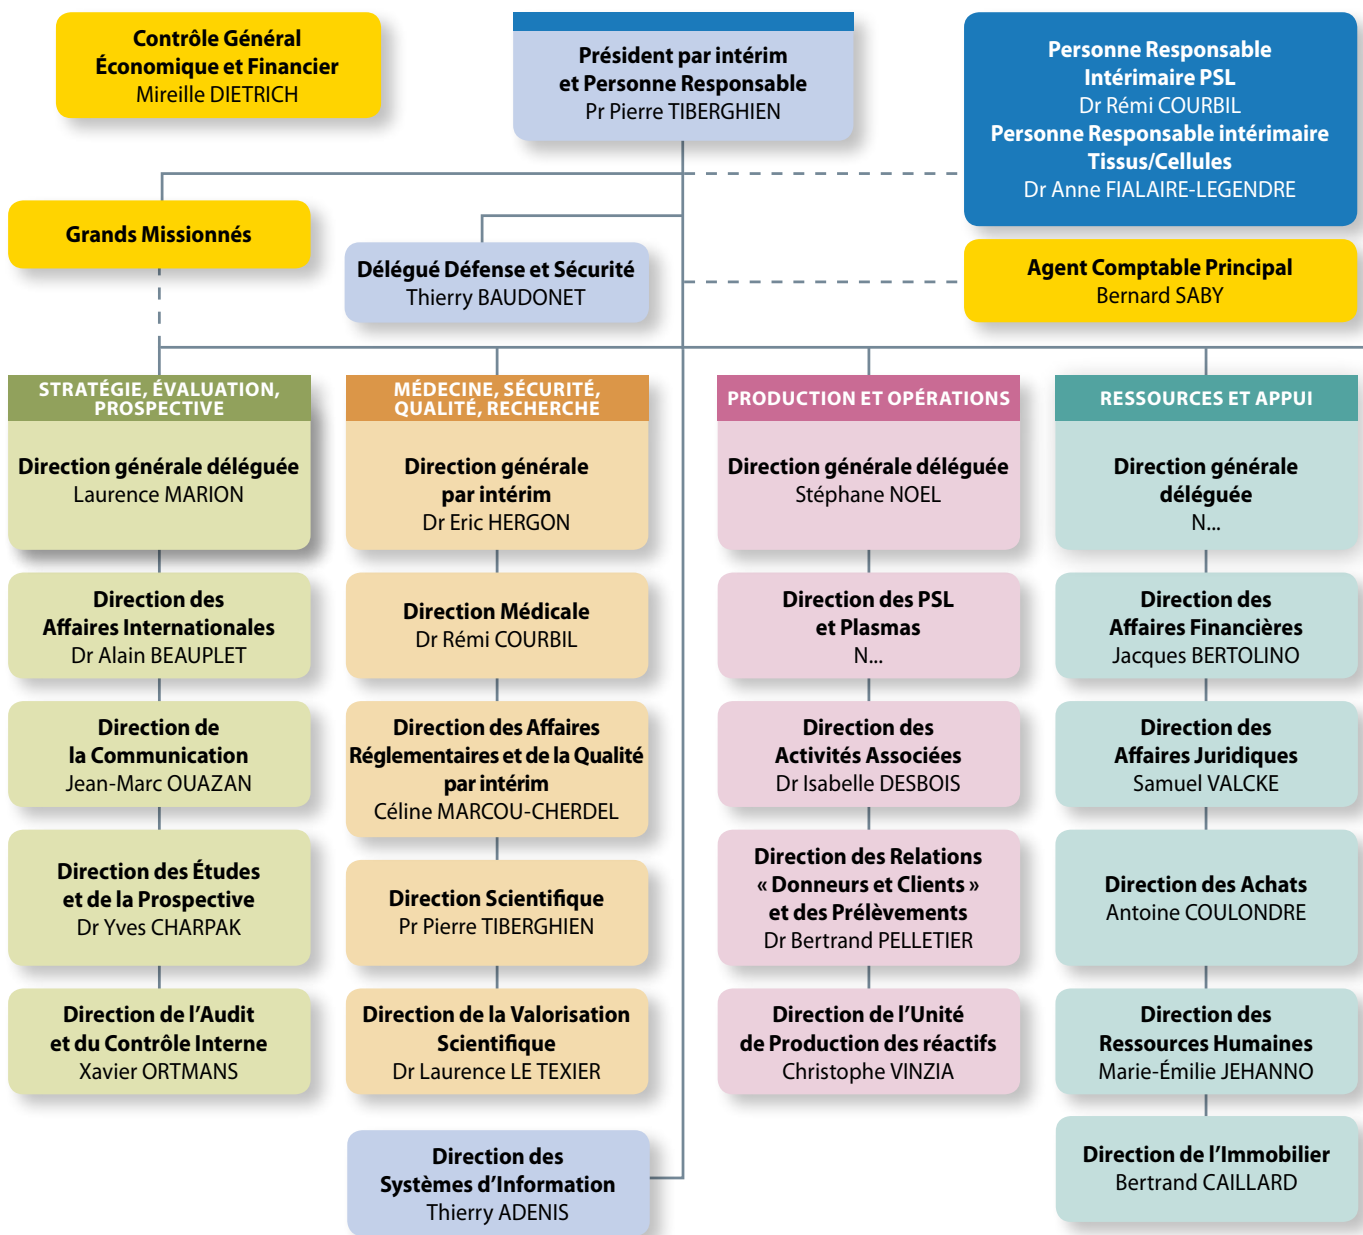 Contrôle Général
Économique et Financier
Mireille DIETRICH
Président par intérim
et Personne Responsable
Pr Pierre TIBERGHIEN
Personne Responsable
Intérimaire PSL
Dr Rémi COURBIL
Personne Responsable intérimaire
Tissus/Cellules
Dr Anne FIALAIRE-LEGENDRE
Grands Missionnés
Délégué Défense et Sécurité
Thierry BAUDONET
Agent Comptable Principal
Bernard SABY
STRATÉGIE, ÉVALUATION,
PROSPECTIVE
Direction générale déléguée
Laurence MARION
Direction des
Affaires Internationales
Dr Alain BEAUPLET
Direction de
la Communication
Jean-Marc OUAZAN
Direction des Études
et de la Prospective
Dr Yves CHARPAK
Direction de l'Audit
et du Contrôle Interne
Xavier ORTMANS
MÉDECINE, SÉCURITÉ,
QUALITÉ, RECHERCHE
Direction générale
par intérim
Dr Eric HERGON
Direction Médicale
Dr Rémi COURBIL
Direction des Affaires
Réglementaires et de la Qualité
par intérim
Céline MARCOU-CHERDEL
Direction Scientifique
Pr Pierre TIBERGHIEN
Direction de la Valorisation
Scientifique
Dr Laurence LE TEXIER
Direction des
Systèmes d'Information
Thierry ADENIS
PRODUCTION ET OPÉRATIONS
Direction générale déléguée
Stéphane NOEL
Direction des PSL
et Plasmas
N...
Direction des
Activités Associées
Dr Isabelle DESBOIS
Direction des Relations
« Donneurs et Clients »
et des Prélèvements
Dr Bertrand PELLETIER
Direction de l'Unité
de Production des réactifs
Christophe VINZIA
RESSOURCES ET APPUI
Direction générale
déléguée
N...
Direction des
Affaires Financières
Jacques BERTOLINO
Direction des
Affaires Juridiques
Samuel VALCKE
Direction des Achats
Antoine COULONDRE
Direction des
Ressources Humaines
Marie-Émilie JEHANNO
Direction de l'Immobilier
Bertrand CAILLARD